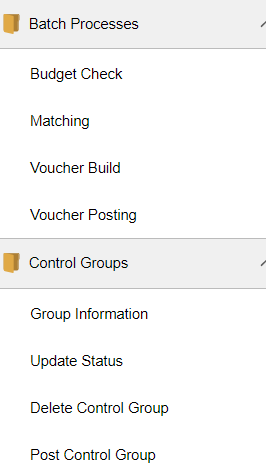 Batch Processes
Budget Check
Matching
Voucher Build
Voucher Posting
Control Groups
Group Information
Update Status
Delete Control Group
Post Control Group